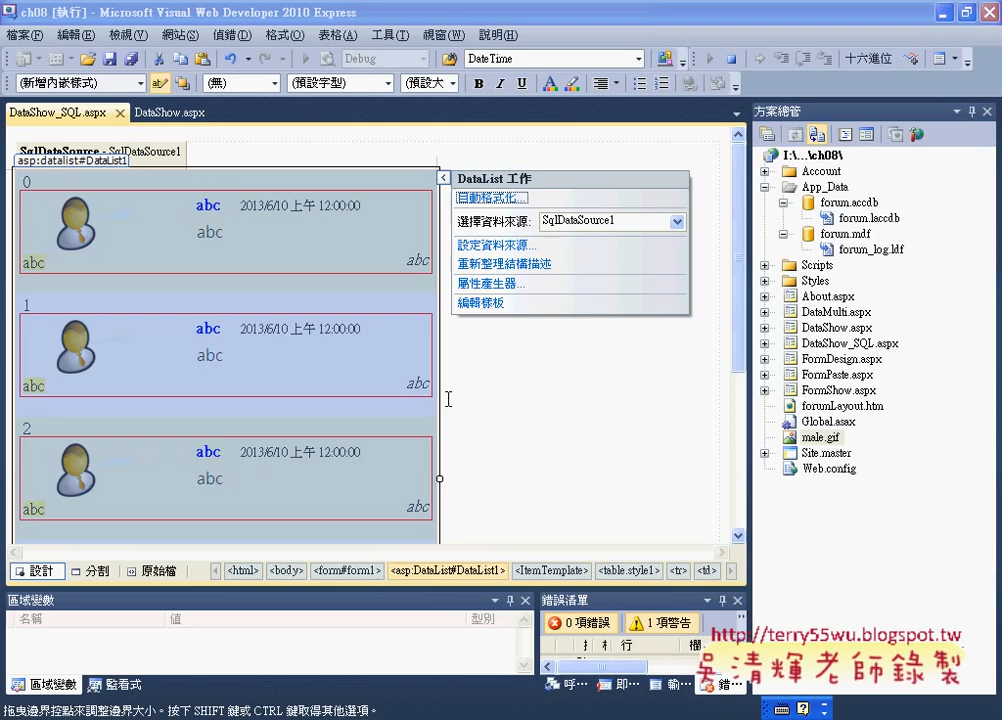 ch08 [執行] - Microsoft Visual Web Developer 2010 Express
檔案(F) 編輯(E) 檢視(V) 網站(S) 偵錯(D) 格式(O) 表格(A) 工具(T) 視窗(W) 說明(H)
Debug DateTime 十六進位
(新增內嵌樣式) (無) (預設字型) (預設大 B I U A
DataShow_SQL.aspx DataShow.aspx
SqlDataSource - SqlDataSource1
asp:datalist#DataList1
0
abc 2013/6/10 上午 12:00:00
abc
abc abc
1
abc 2013/6/10 上午 12:00:00
abc
abc abc
2
abc 2013/6/10 上午 12:00:00
abc
abc abc
DataList 工作
自動格式化...
選擇資料來源: SqlDataSource1
設定資料來源...
重新整理結構描述
屬性產生器...
編輯樣板
設計 分割 原始檔 <html> <body> <form#form1> <asp:DataList#DataList1> <ItemTemplate> <table.style1> <tr> <td>
區域變數
名稱 值 型別
區域變數 監看式
錯誤清單
0 項錯誤 1 項警告
行 欄
呼... 即... 輸... 錯...
方案總管
I:\...\ch08\
Account
App_Data
forum.accdb
forum.laccdb
forum.mdf
forum_log.ldf
Scripts
Styles
About.aspx
DataMulti.aspx
DataShow.aspx
DataShow_SQL.aspx
FormDesign.aspx
FormPaste.aspx
FormShow.aspx
forumLayout.htm
Global.asax
male.gif
Site.master
Web.config
http://terry55wu.blogspot.tw
吳清輝老師錄製
拖曳邊界控點來調整邊界大小。按下 SHIFT 鍵或 CTRL 鍵取得其他選項。